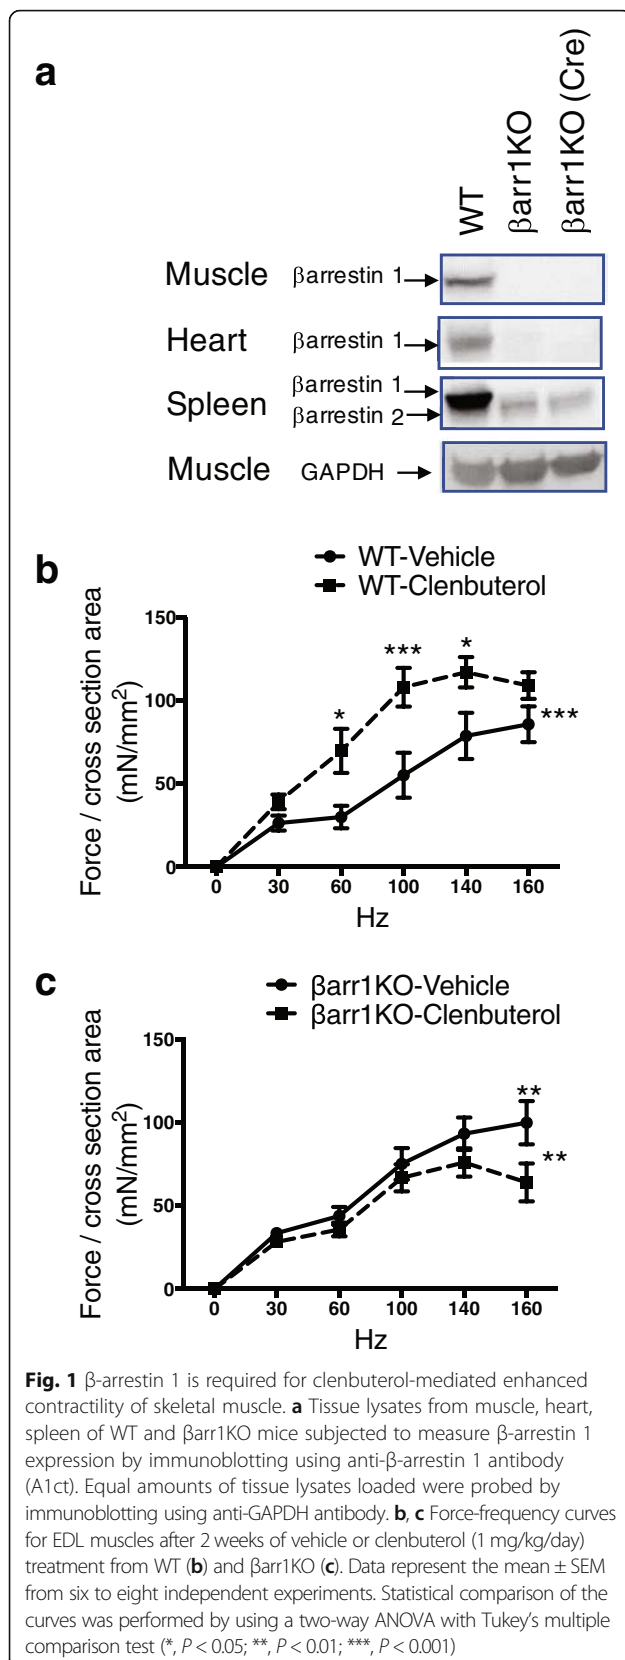 a
WT
βarr1KO
βarr1KO (Cre)
Muscle βarrestin 1
Heart βarrestin 1
βarrestin 1
Spleen
βarrestin 2
Muscle GAPDH
b
WT-Vehicle
WT-Clenbuterol
Force / cross section area
(mN/mm²)
150
100
50
0
*
***
*
***
0 30 60 100 140 160
Hz
c
βarr1KO-Vehicle
βarr1KO-Clenbuterol
Force / cross section area
(mN/mm²)
150
100
50
0
**
**
0 30 60 100 140 160
Hz
Fig. 1 β-arrestin 1 is required for clenbuterol-mediated enhanced
contractility of skeletal muscle. a Tissue lysates from muscle, heart,
spleen of WT and βarr1KO mice subjected to measure β-arrestin 1
expression by immunoblotting using anti-β-arrestin 1 antibody
(A1ct). Equal amounts of tissue lysates loaded were probed by
immunoblotting using anti-GAPDH antibody. b, c Force-frequency curves
for EDL muscles after 2 weeks of vehicle or clenbuterol (1 mg/kg/day)
treatment from WT (b) and βarr1KO (c). Data represent the mean ± SEM
from six to eight independent experiments. Statistical comparison of the
curves was performed by using a two-way ANOVA with Tukey's multiple
comparison test (*, P < 0.05; **, P < 0.01; ***, P < 0.001)